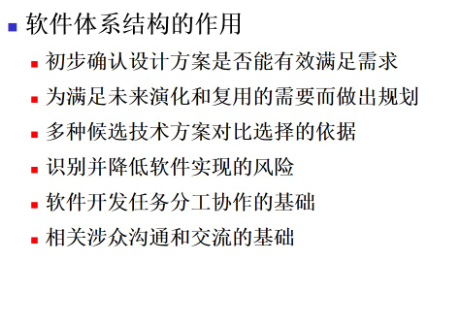 软件体系结构的作用
初步确认设计方案是否能有效满足需求
为满足未来演化和复用的需要而做出规划
多种候选技术方案对比选择的依据
识别并降低软件实现的风险
软件开发任务分工协作的基础
相关涉众沟通和交流的基础